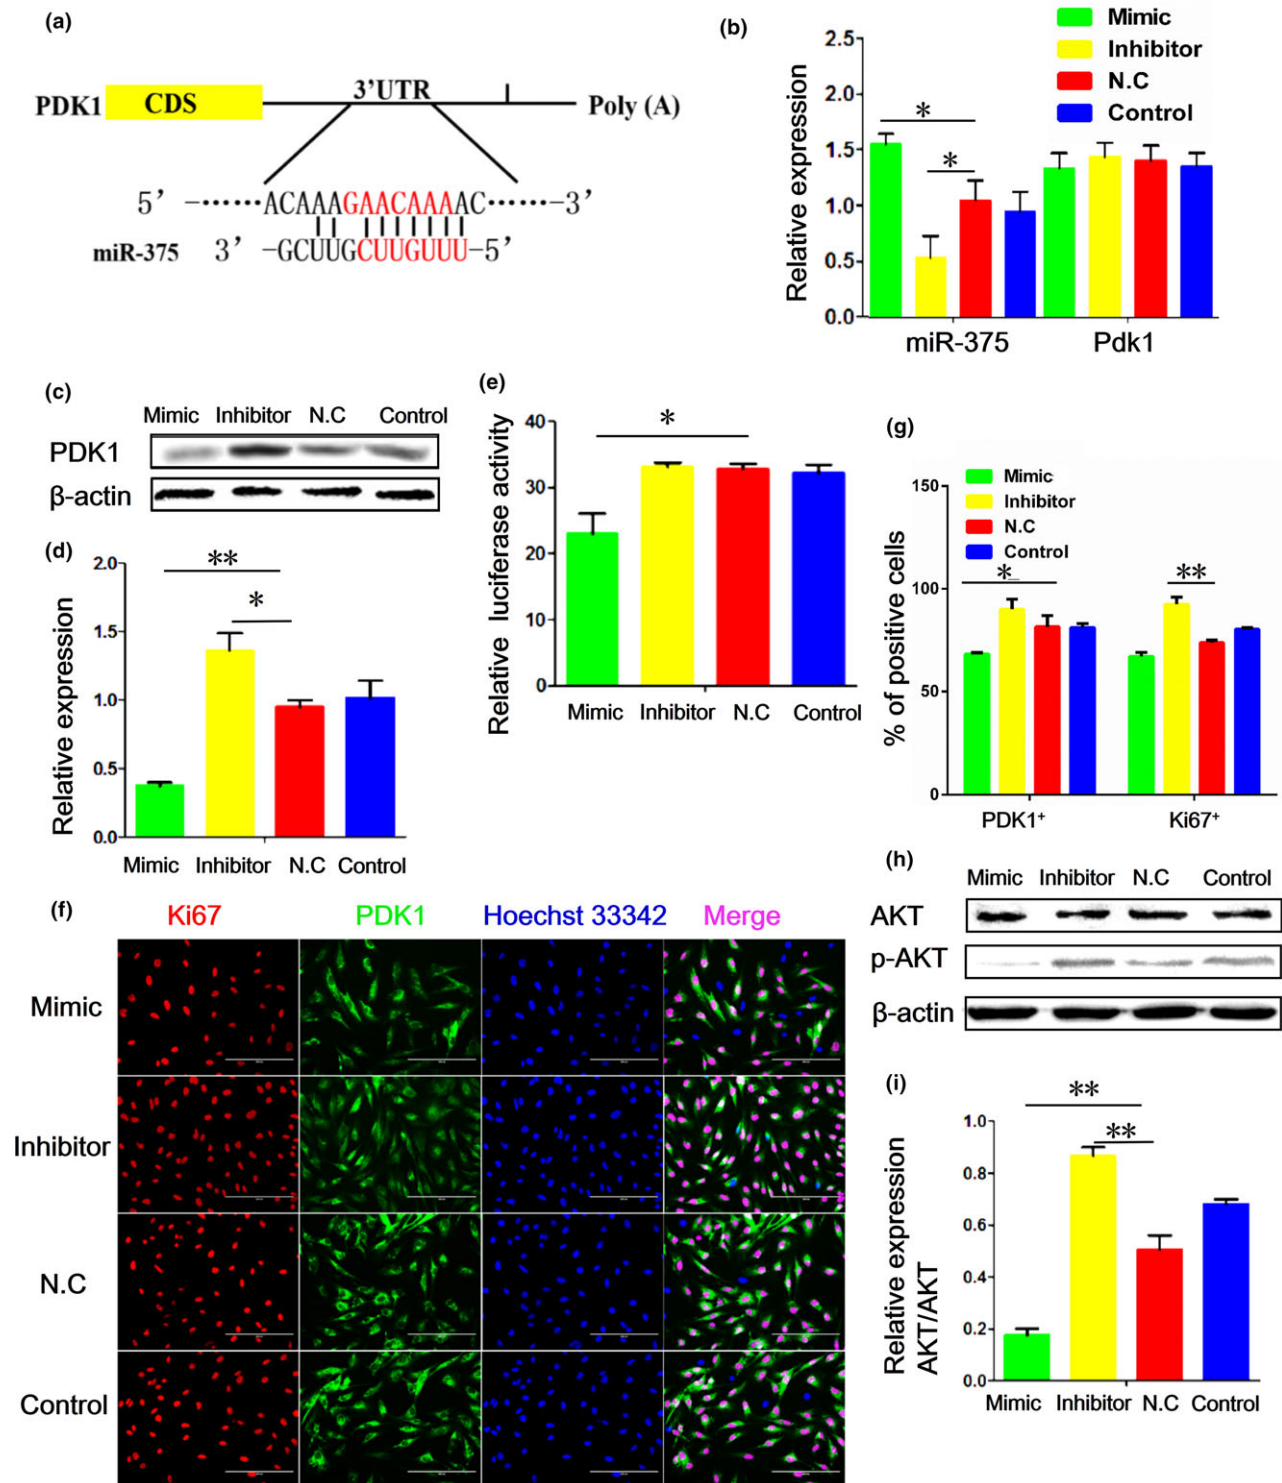 (a)
PDK1 CDS 3'UTR Poly (A)
5' -······ACAAAGAACAAAAC······-3'
miR-375 3' -GCUUGCUUGUUU-5'
(b)
Mimic
Inhibitor
N.C
Control
Relative expression
2.5
2.0
1.5
1.0
0.5
0.0
*
*
miR-375 Pdk1
(c)
Mimic Inhibitor N.C Control
PDK1
β-actin
(d)
Relative expression
2.0
1.5
1.0
0.5
0.0
**
*
Mimic Inhibitor N.C Control
(e)
Relative luciferase activity
40
30
20
10
0
*
Mimic Inhibitor N.C Control
(f)
Ki67 PDK1 Hoechst 33342 Merge
Mimic
Inhibitor
N.C
Control
(g)
Mimic
Inhibitor
N.C
Control
% of positive cells
150
100
50
0
*
**
PDK1+ Ki67+
(h)
Mimic Inhibitor N.C Control
AKT
p-AKT
β-actin
(i)
Relative expression
AKT/AKT
1.0
0.8
0.6
0.4
0.2
0
**
**
Mimic Inhibitor N.C Control